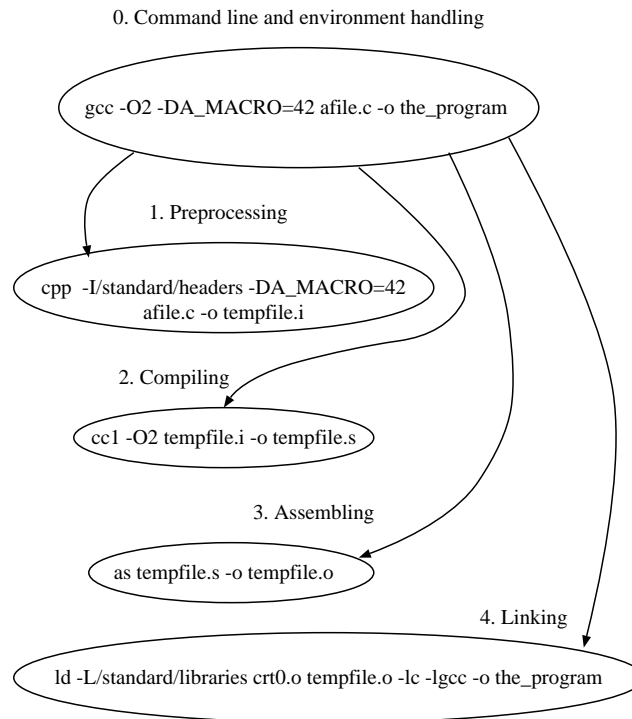 0. Command line and environment handling
gcc -O2 -DA_MACRO=42 afile.c -o the_program
1. Preprocessing
cpp  -I/standard/headers -DA_MACRO=42
afile.c -o tempfile.i
2. Compiling
cc1 -O2 tempfile.i -o tempfile.s
3. Assembling
as tempfile.s -o tempfile.o
4. Linking
ld -L/standard/libraries crt0.o tempfile.o -lc -lgcc -o the_program